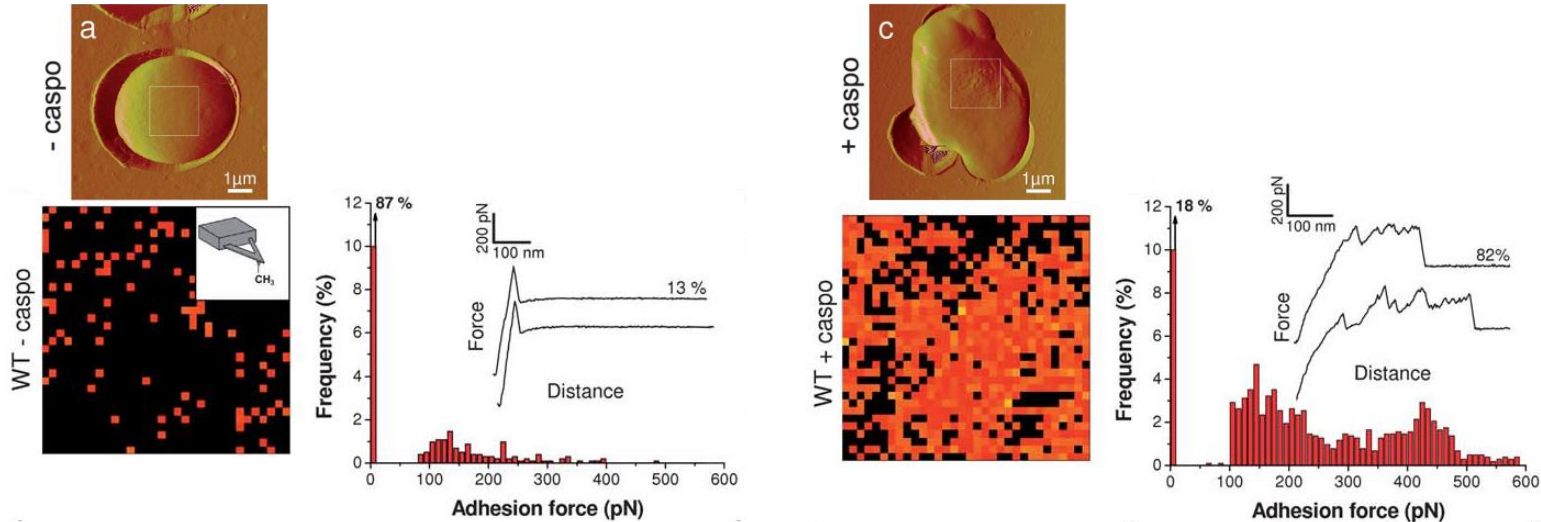 a
- caspo
1μm
WT - caspo
CH₃
Frequency (%)
12
10
8
6
4
2
0
87 %
200 pN
100 nm
Force
13 %
Distance
0 100 200 300 400 500 600
Adhesion force (pN)
c
+ caspo
1μm
WT + caspo
Frequency (%)
12
10
8
6
4
2
0
18 %
200 pN
100 nm
Force
82%
Distance
0 100 200 300 400 500 600
Adhesion force (pN)